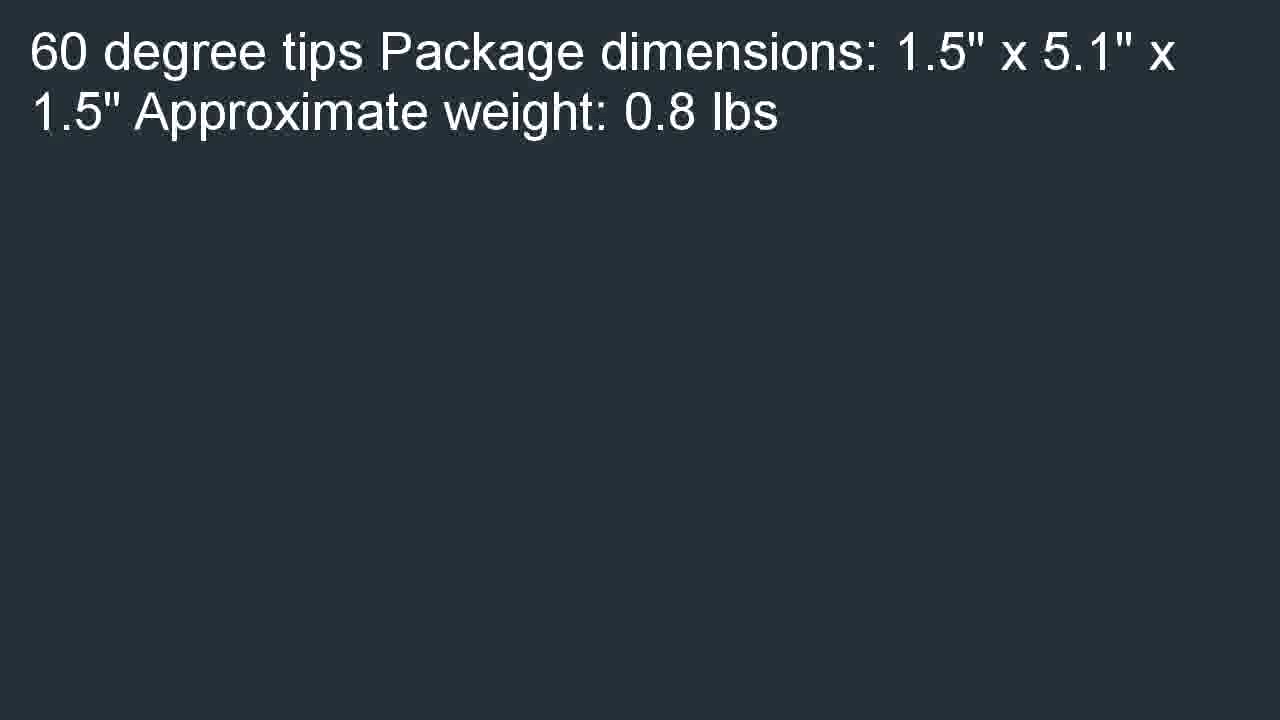 60 degree tips Package dimensions: 1.5" x 5.1" x
1.5" Approximate weight: 0.8 lbs